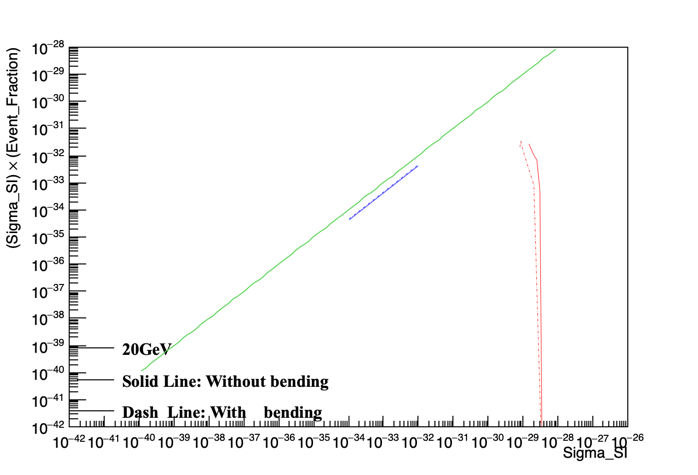 (Sigma_SI) × (Event_Fraction)
10−28
10−29
10−30
10−31
10−32
10−33
10−34
10−35
10−36
10−37
10−38
10−39
10−40
10−41
10−42
20GeV
Solid Line: Without bending
Dash Line: With bending
10−42 10−41 10−40 10−39 10−38 10−37 10−36 10−35 10−34 10−33 10−32 10−31 10−30 10−29 10−28 10−27 10−26
Sigma_SI